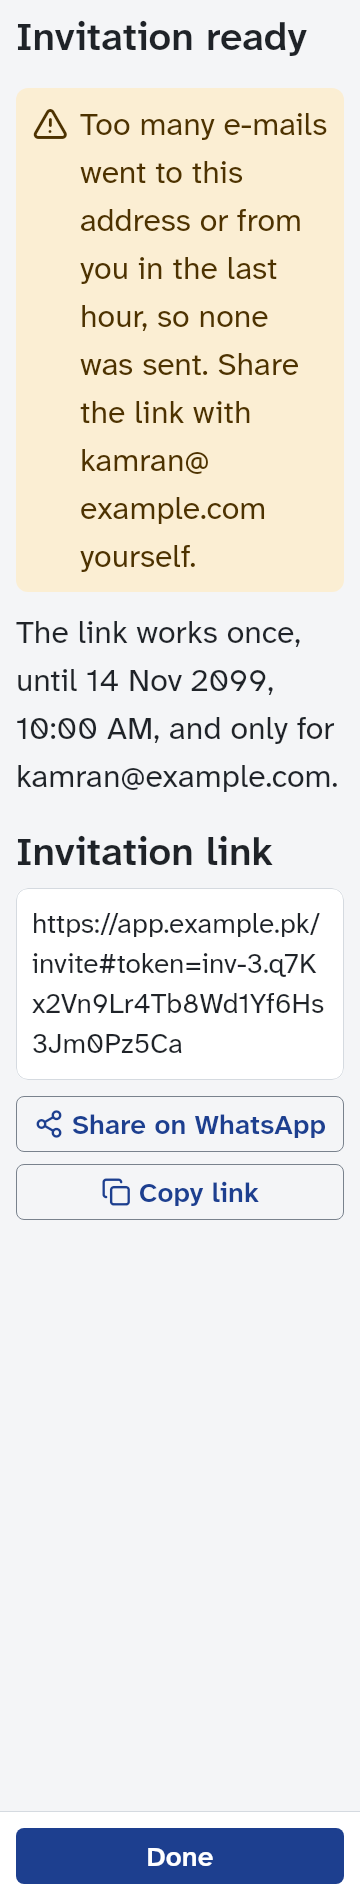 Invitation ready
Too many e-mails
went to this
address or from
you in the last
hour, so none
was sent. Share
the link with
kamran@
example.com
yourself.
The link works once,
until 14 Nov 2099,
10:00 AM, and only for
kamran@example.com.
Invitation link
https://app.example.pk/
invite#token=inv-3.q7K
x2Vn9Lr4Tb8Wd1Yf6Hs
3Jm0Pz5Ca
Share on WhatsApp
Copy link
Done